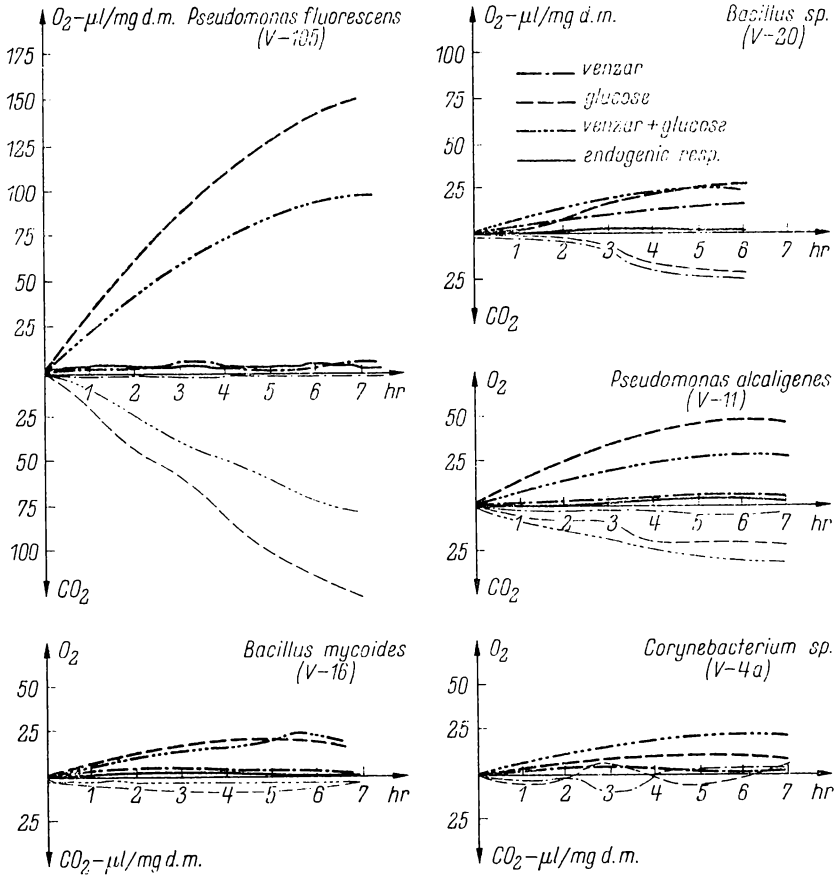 O₂–µl/mg d.m. Pseudomonas fluorescens
(V–105)
175
150
125
100
75
50
25
1 2 3 4 5 6 7 hr
25
50
75
100
CO₂
O₂–µl/mg d.m. Bacilius sp.
(V–20)
100
75
50
25
venzar
glucose
venzar + glucose
endogenic resp.
1 2 3 4 5 6 7 hr
25
CO₂
O₂ Pseudomonas alcaligenes
(V–11)
50
25
1 2 3 4 5 6 7 hr
25
CO₂
O₂ Bacillus mycoides
(V–16)
50
25
1 2 3 4 5 6 7 hr
25
CO₂–µl/mg d.m.
O₂ Corynebacterium sp.
(V–4a)
50
25
1 2 3 4 5 6 7 hr
25
CO₂–µl/mg d.m.